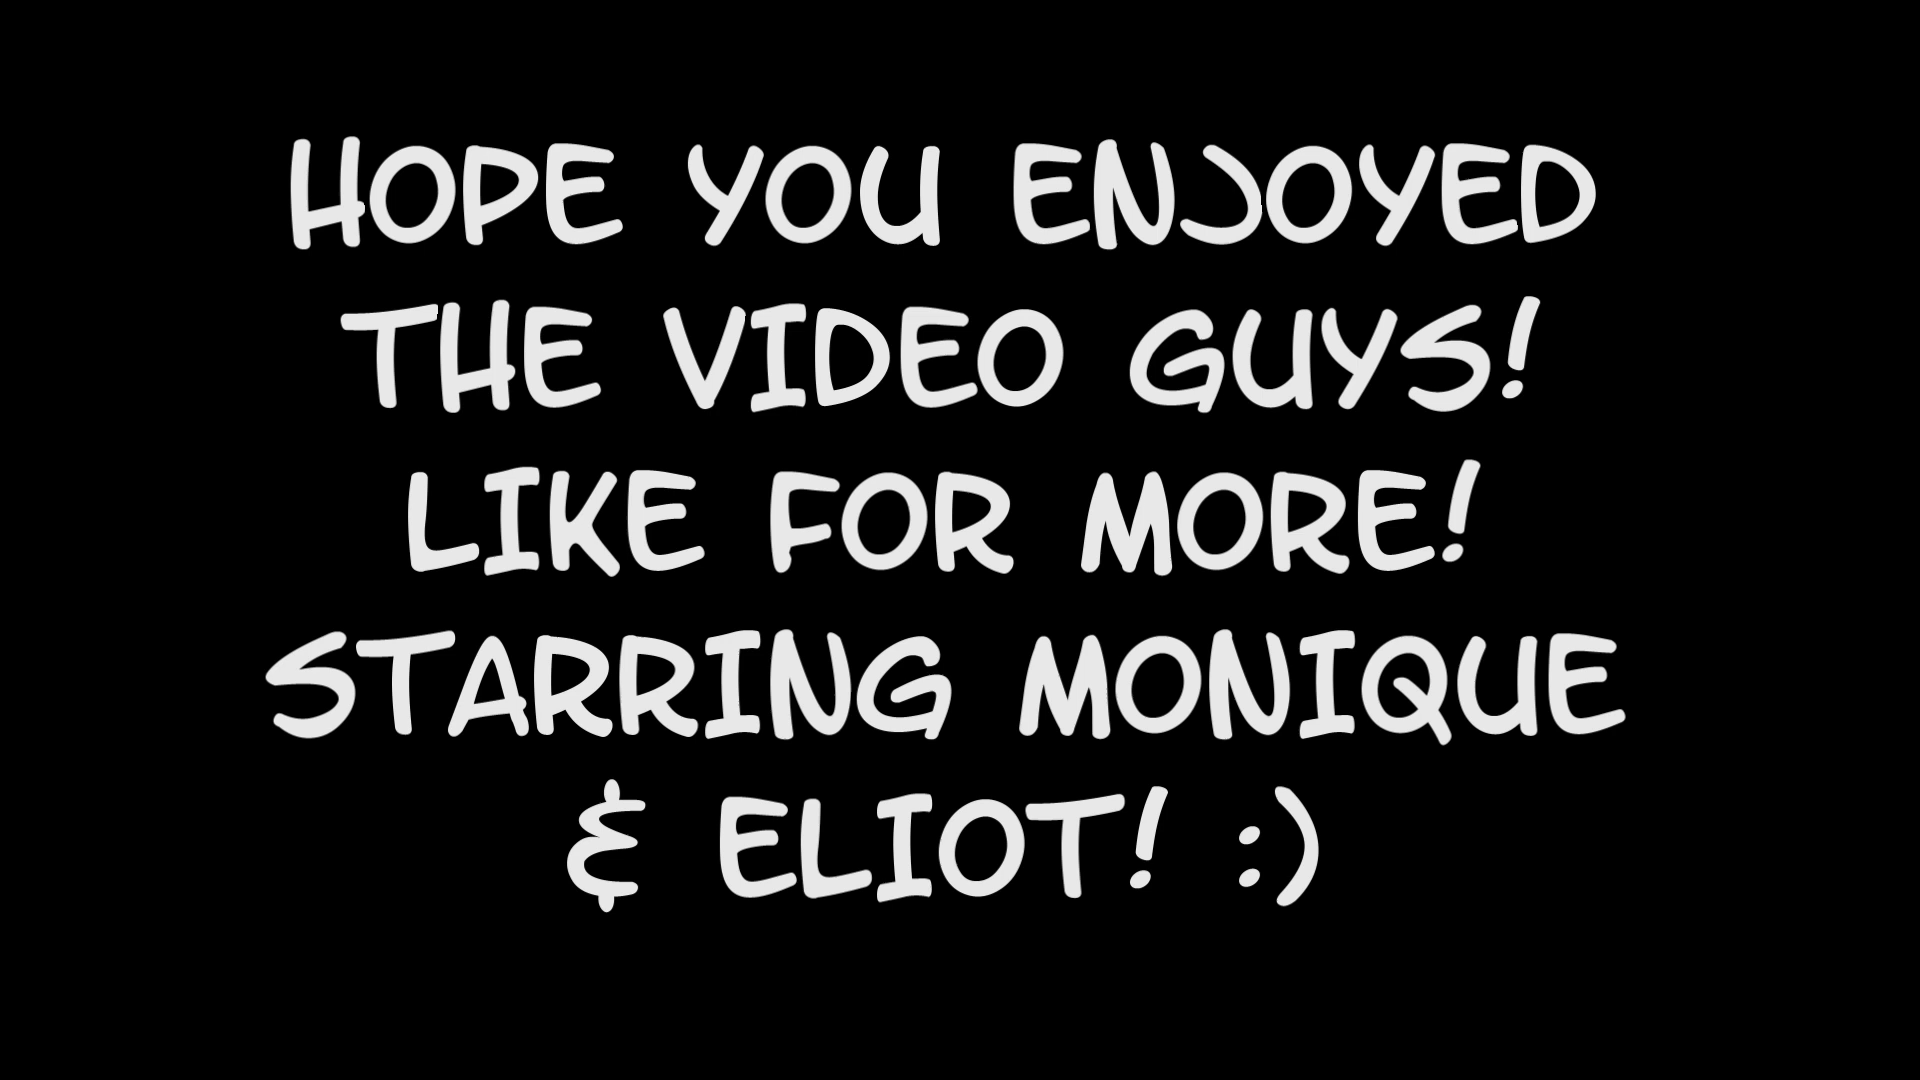 HOPE YOU ENJOYED
THE VIDEO GUYS!
LIKE FOR MORE!
STARRING MONIQUE
& ELIOT! :)